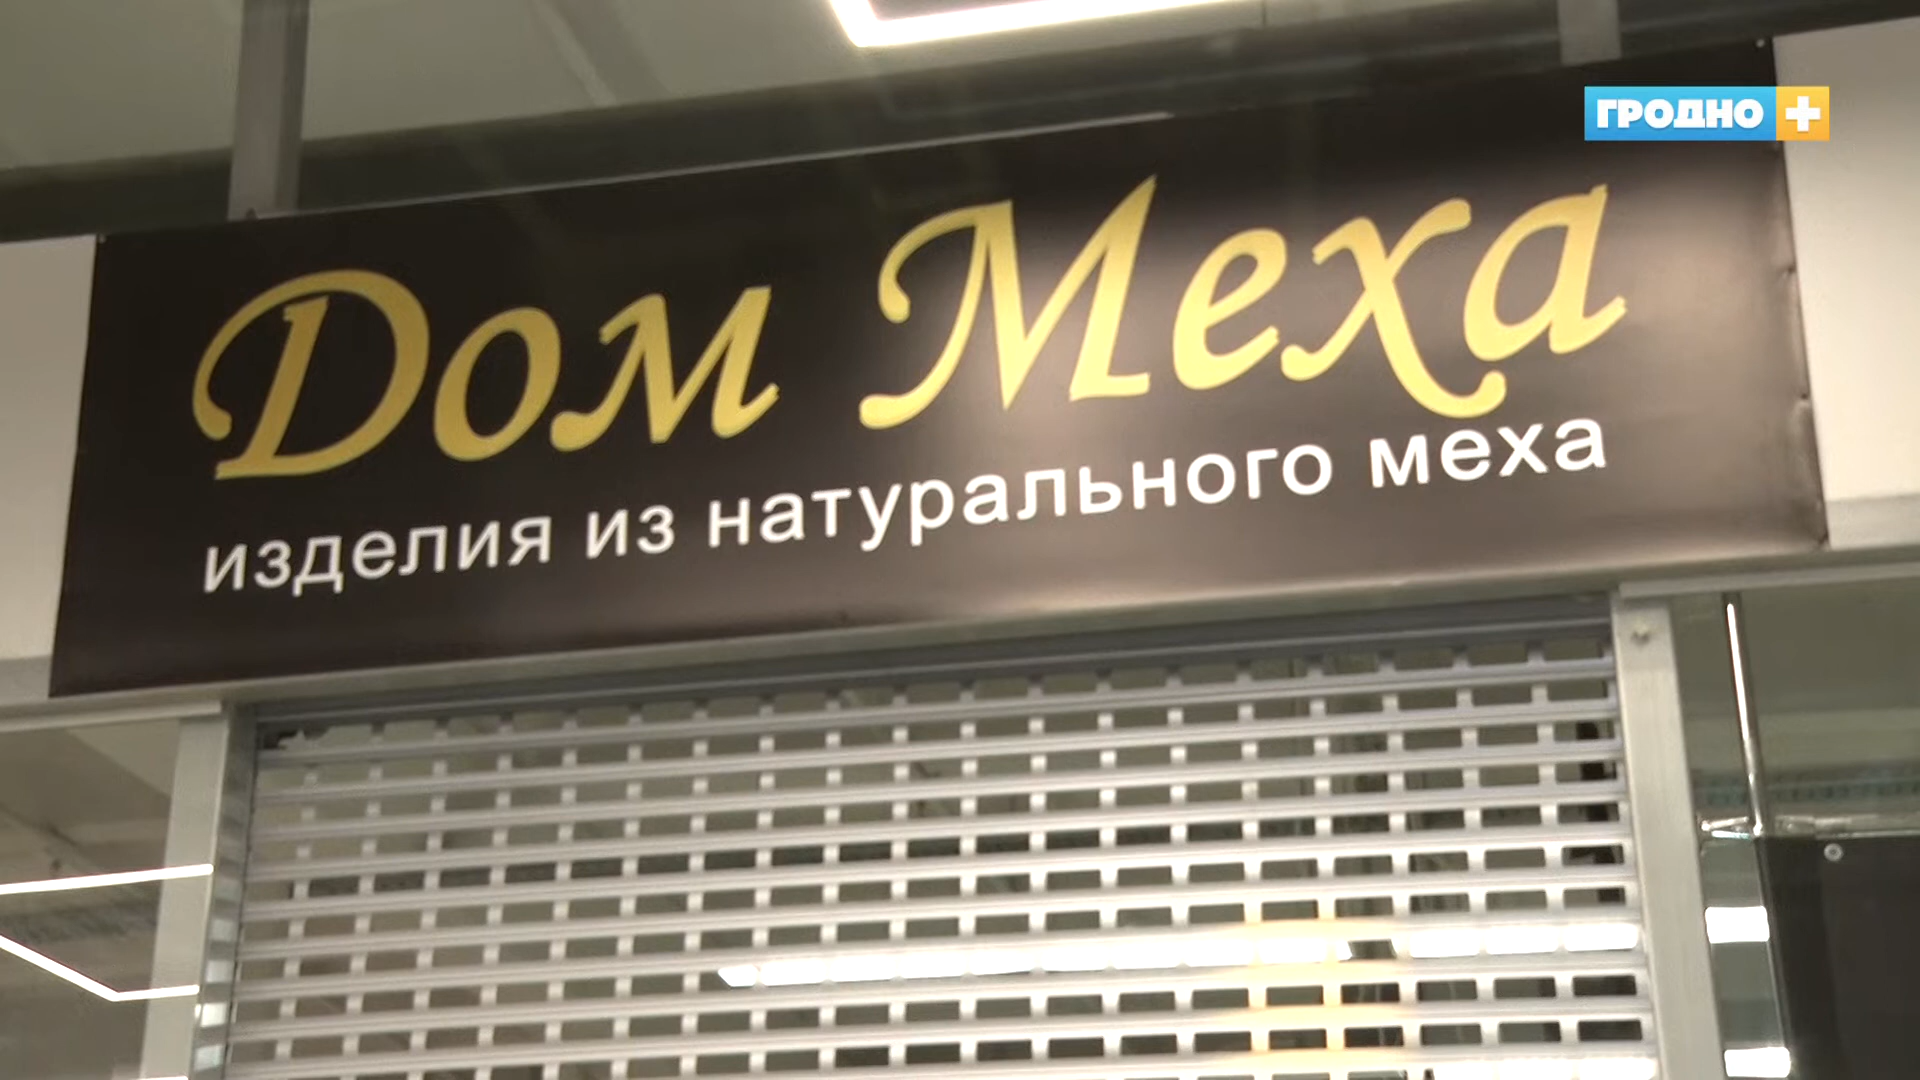 ГРОДНО +
Дом Меха
изделия из натурального меха